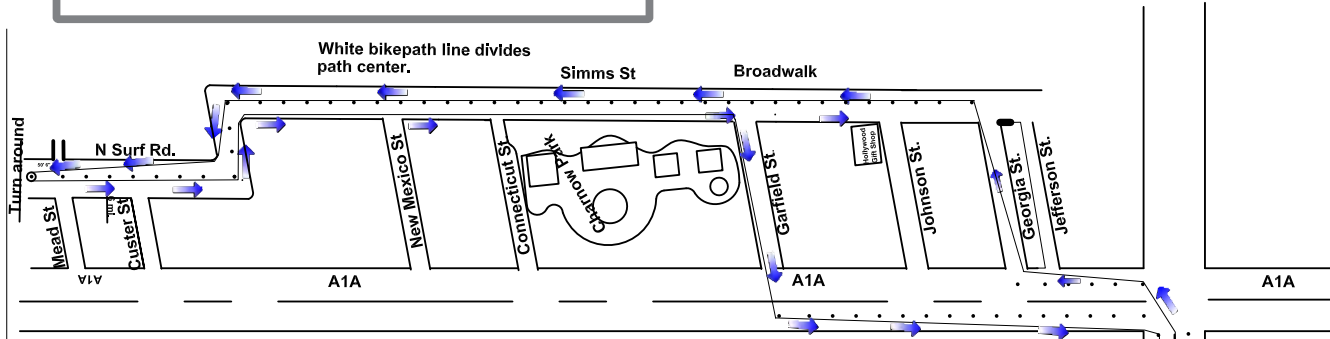 White bikepath line divides
path center.
Simms St
Broadwalk
Turn around
N Surf Rd.
50' 6"
Mead St
Custer St
New Mexico St
Connecticut St
Charnow Park
Garfield St.
Hollywood
Gift Shop
Johnson St.
Georgia St.
Jefferson St.
A1A
A1A
A1A
A1A